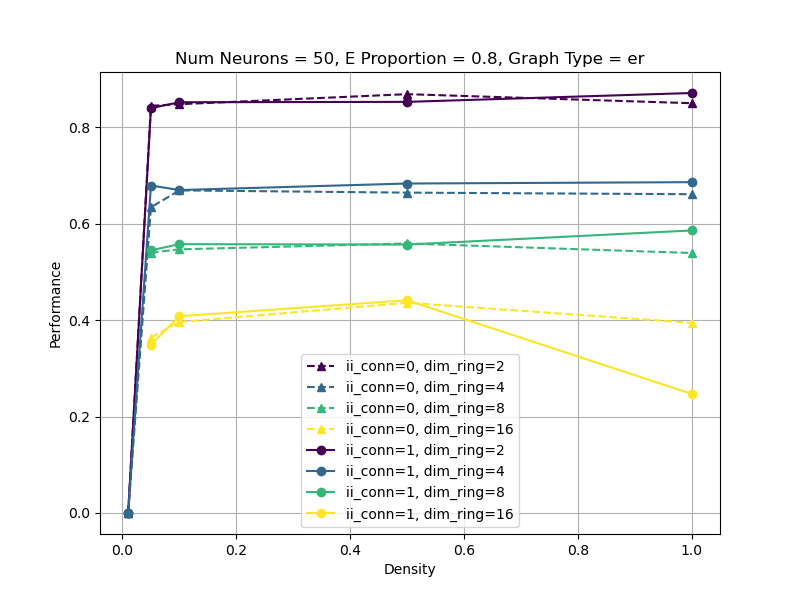 Num Neurons = 50, E Proportion = 0.8, Graph Type = er
Performance
0.8
0.6
0.4
0.2
0.0
ii_conn=0, dim_ring=2
ii_conn=0, dim_ring=4
ii_conn=0, dim_ring=8
ii_conn=0, dim_ring=16
ii_conn=1, dim_ring=2
ii_conn=1, dim_ring=4
ii_conn=1, dim_ring=8
ii_conn=1, dim_ring=16
0.0 0.2 0.4 0.6 0.8 1.0
Density